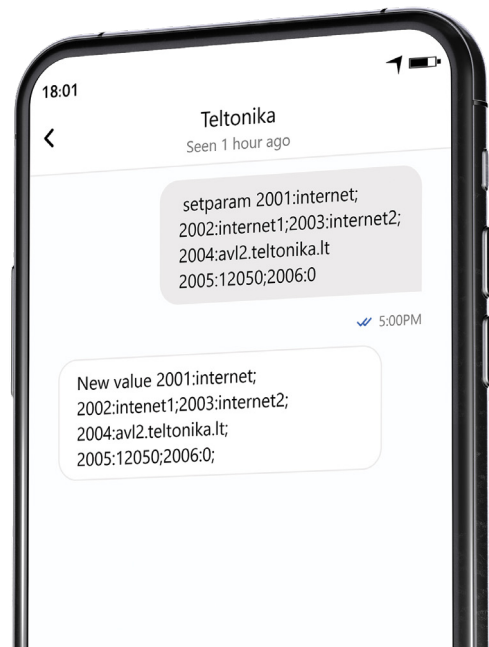 18:01
Teltonika
Seen 1 hour ago
setparam 2001:internet;
2002:internet1;2003:internet2;
2004:avl2.teltonika.lt
2005:12050;2006:0
5:00PM
New value 2001:internet;
2002:intenet1;2003:internet2;
2004:avl2.teltonika.lt;
2005:12050;2006:0;